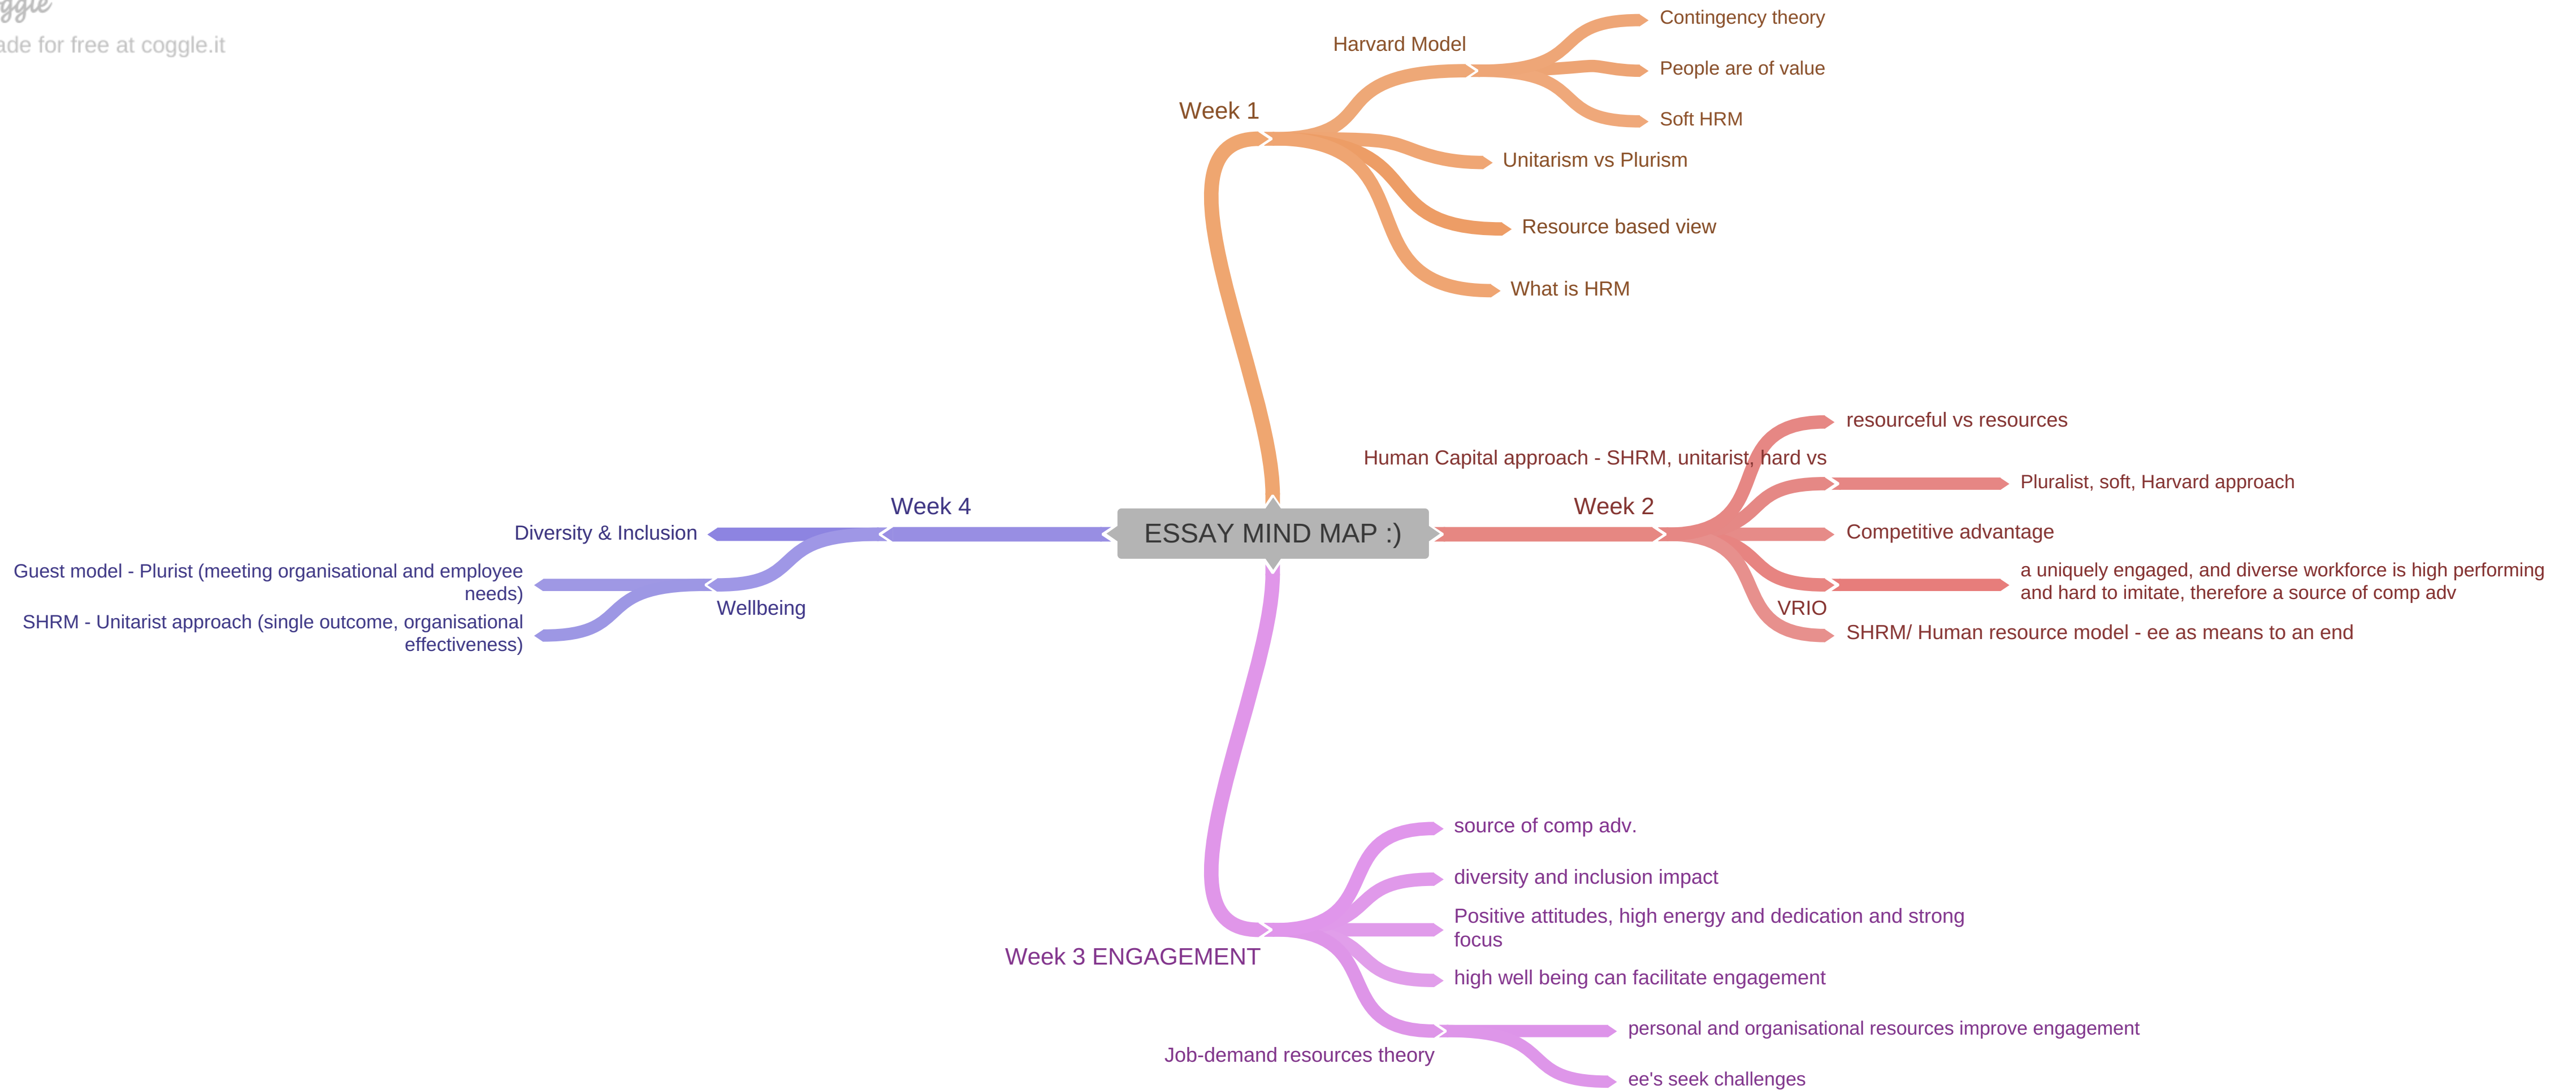 made for free at coggle.it
Contingency theory
Harvard Model
People are of value
Week 1
Soft HRM
Unitarism vs Plurism
Resource based view
What is HRM
resourceful vs resources
Human Capital approach - SHRM, unitarist, hard vs
Pluralist, soft, Harvard approach
Week 2
Competitive advantage
a uniquely engaged, and diverse workforce is high performing
and hard to imitate, therefore a source of comp adv
VRIO
SHRM/ Human resource model - ee as means to an end
ESSAY MIND MAP :)
Week 4
Diversity & Inclusion
Guest model - Plurist (meeting organisational and employee
needs)
Wellbeing
SHRM - Unitarist approach (single outcome, organisational
effectiveness)
source of comp adv.
diversity and inclusion impact
Positive attitudes, high energy and dedication and strong
focus
Week 3 ENGAGEMENT
high well being can facilitate engagement
Job-demand resources theory
personal and organisational resources improve engagement
ee's seek challenges